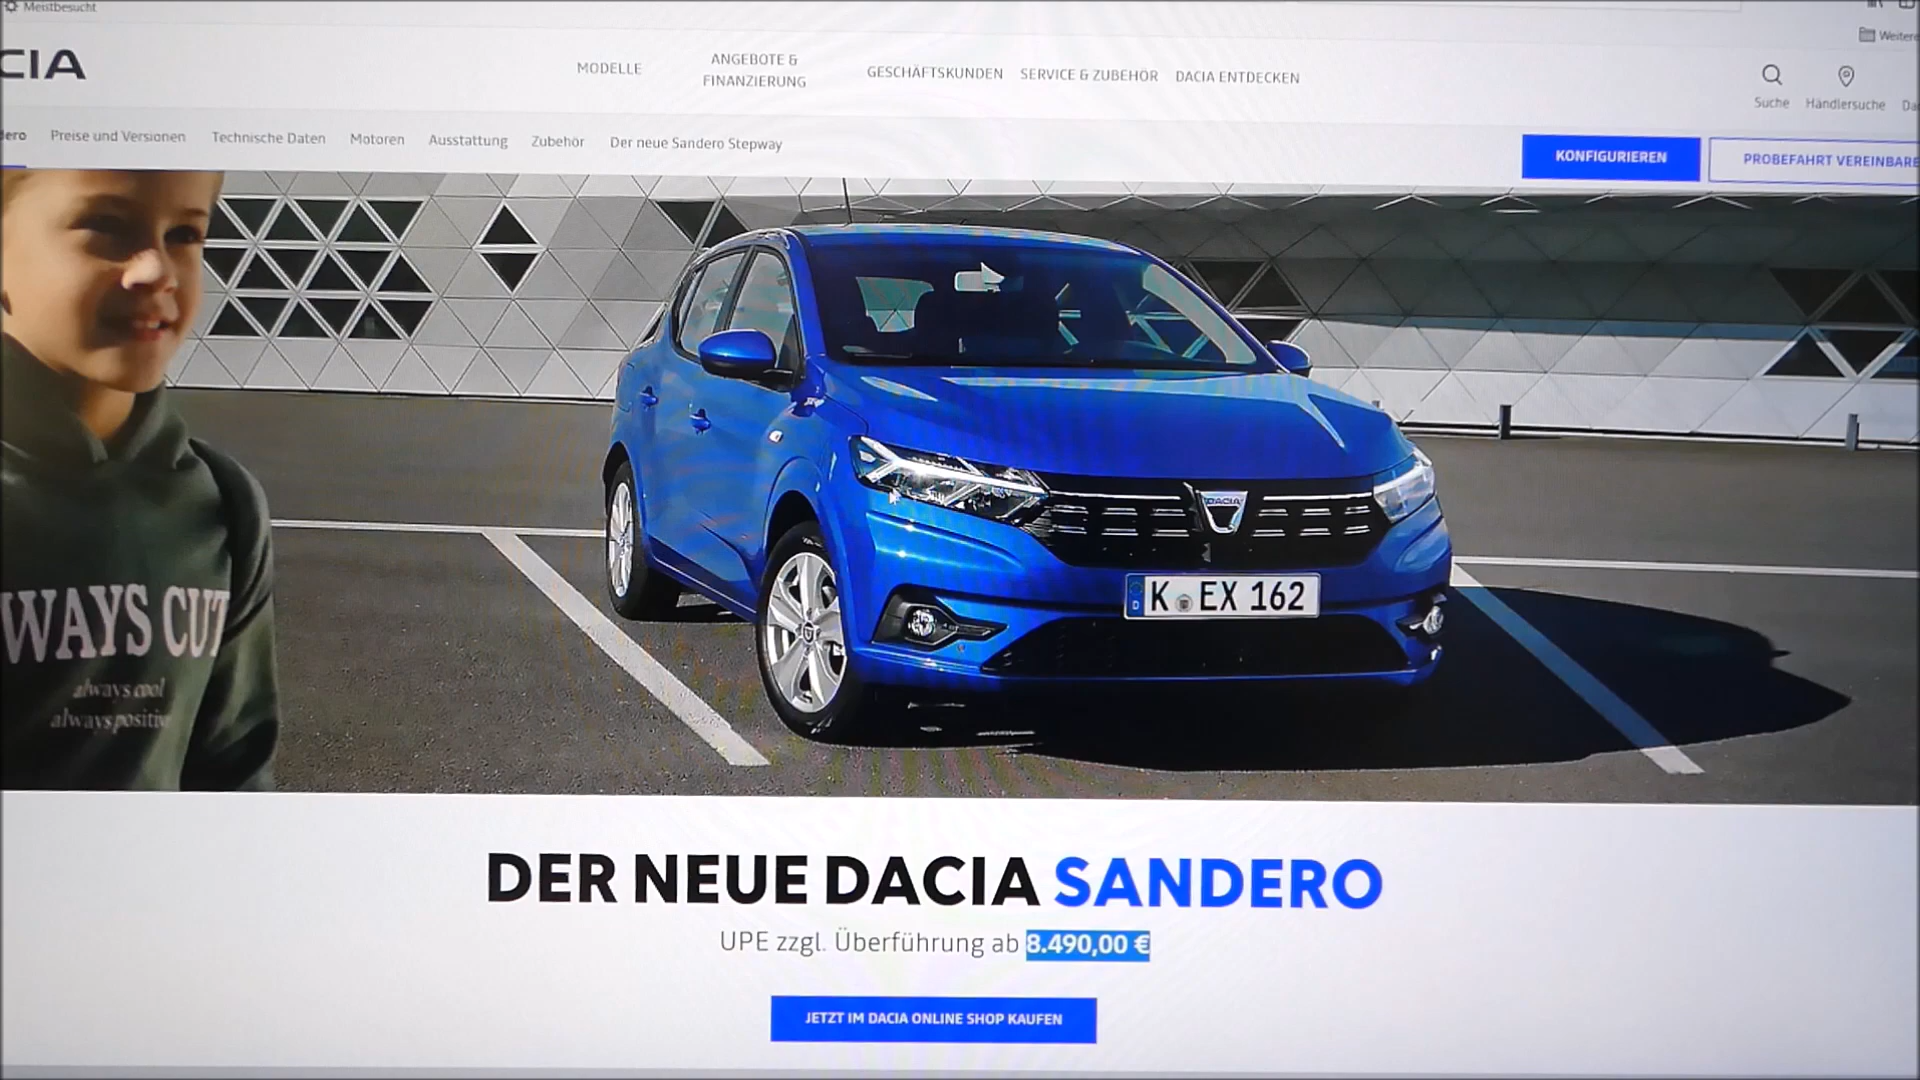 Meistbesucht
Weitere
CIA
MODELLE
ANGEBOTE &
FINANZIERUNG
GESCHÄFTSKUNDEN
SERVICE & ZUBEHÖR
DACIA ENTDECKEN
Suche
Händlersuche
Da
dero
Preise und Versionen
Technische Daten
Motoren
Ausstattung
Zubehör
Der neue Sandero Stepway
KONFIGURIEREN
PROBEFAHRT VEREINBARE
DACIA
K EX 162
D
WAYS CUT
always cool
always positiv
DER NEUE DACIA SANDERO
UPE zzgl. Überführung ab 8.490,00 €
JETZT IM DACIA ONLINE SHOP KAUFEN